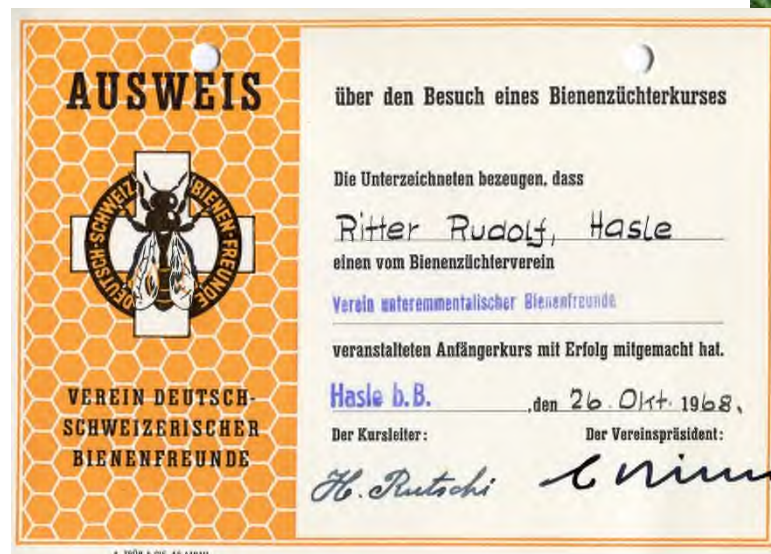 AUSWEIS
DEUTSCH-SCHWEIZ BIENEN-FREUNDE
VEREIN DEUTSCH-
SCHWEIZERISCHER
BIENENFREUNDE
über den Besuch eines Bienenzüchterkurses
Die Unterzeichneten bezeugen, dass
Ritter Rudolf, Hasle
einen vom Bienenzüchterverein
Verein unteremmentalischer Bienenfreunde
veranstalteten Anfängerkurs mit Erfolg mitgemacht hat.
Hasle b.B. ,den 26. Okt. 1968.
Der Kursleiter: Der Vereinspräsident:
H. Rutschi